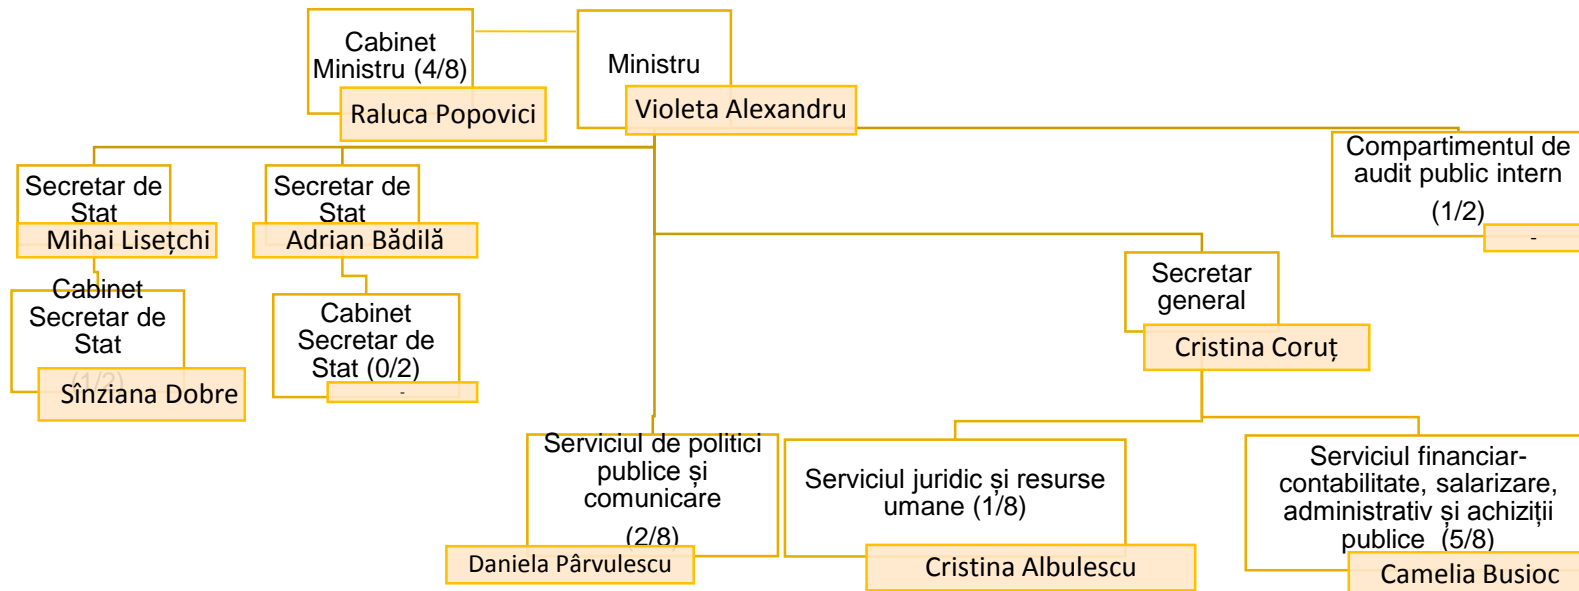 Cabinet
Ministru (4/8)
Raluca Popovici
Ministru
Violeta Alexandru
Compartimentul de
audit public intern
(1/2)
-
Secretar de
Stat
Mihai Lisețchi
Secretar de
Stat
Adrian Bădilă
Cabinet
Secretar de
Stat
(1/2)
Sînziana Dobre
Cabinet
Secretar de
Stat (0/2)
-
Secretar
general
Cristina Coruț
Serviciul de politici
publice și
comunicare
(2/8)
Daniela Pârvulescu
Serviciul juridic și resurse
umane (1/8)
Cristina Albulescu
Serviciul financiar-
contabilitate, salarizare,
administrativ și achiziții
publice (5/8)
Camelia Busioc